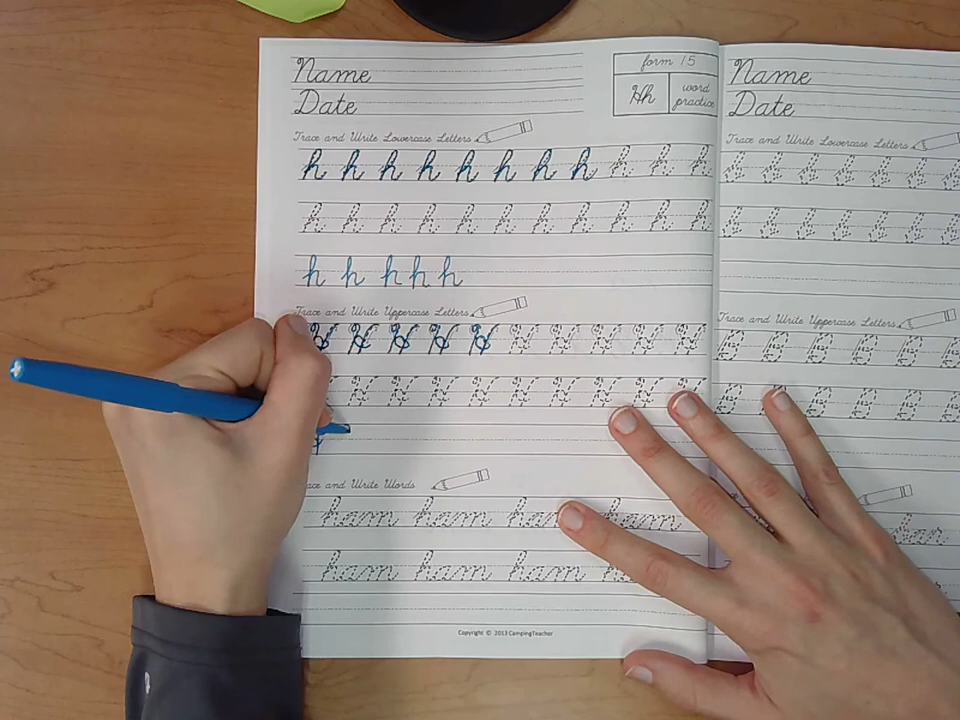 Name
Date
form 15
Hh
word
practice
Trace and Write Lowercase Letters
h h h h h h h h h h h
h h h h h h h h h h h
h h h h h
Trace and Write Uppercase Letters
H H H H H H H H H H
H H H H H H H H H H
ace and Write Words
ham ham ham ham
ham ham ham
Copyright © 2013 CampingTeacher
Name
Date
Trace and Write Lowercase Letters
Trace and Write Uppercase Letters
B B B B B B
B B B B B B